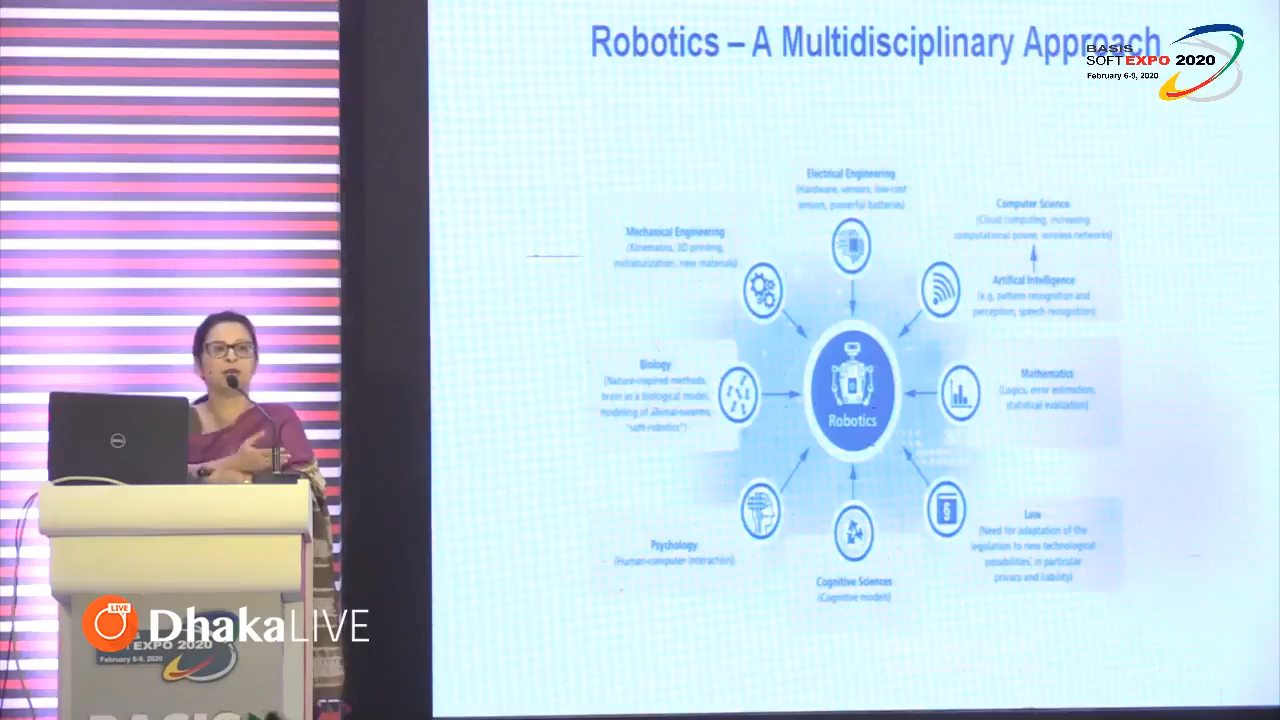 Robotics – A Multidisciplinary Approach
BASIS
SOFTEXPO 2020
February 6-9, 2020
Electrical Engineering
(Hardware, sensors, low-cost
sensors, powerful batteries)
Computer Science
(Cloud computing, increasing
computational power, wireless networks)
Mechanical Engineering
(Kinematics, 3D printing,
miniaturization, new materials)
Artifical Intelligence
(e.g. pattern recognition and
perception, speech recognition)
Biology
(Nature-inspired methods,
brain as a biological model,
modeling of animal-swarms,
"soft-robotics")
Mathematics
(Logics, error estimation,
statistical evaluation)
Robotics
§
Psychology
(Human-computer interaction)
Law
(Need for adaptation of the
legislation to new technological
possibilities, in particular
privacy and liability)
Cognitive Sciences
(Cognitive models)
DELL
LIVE
DhakaLIVE
EXPO 2020
February 6-9, 2020
BASIS